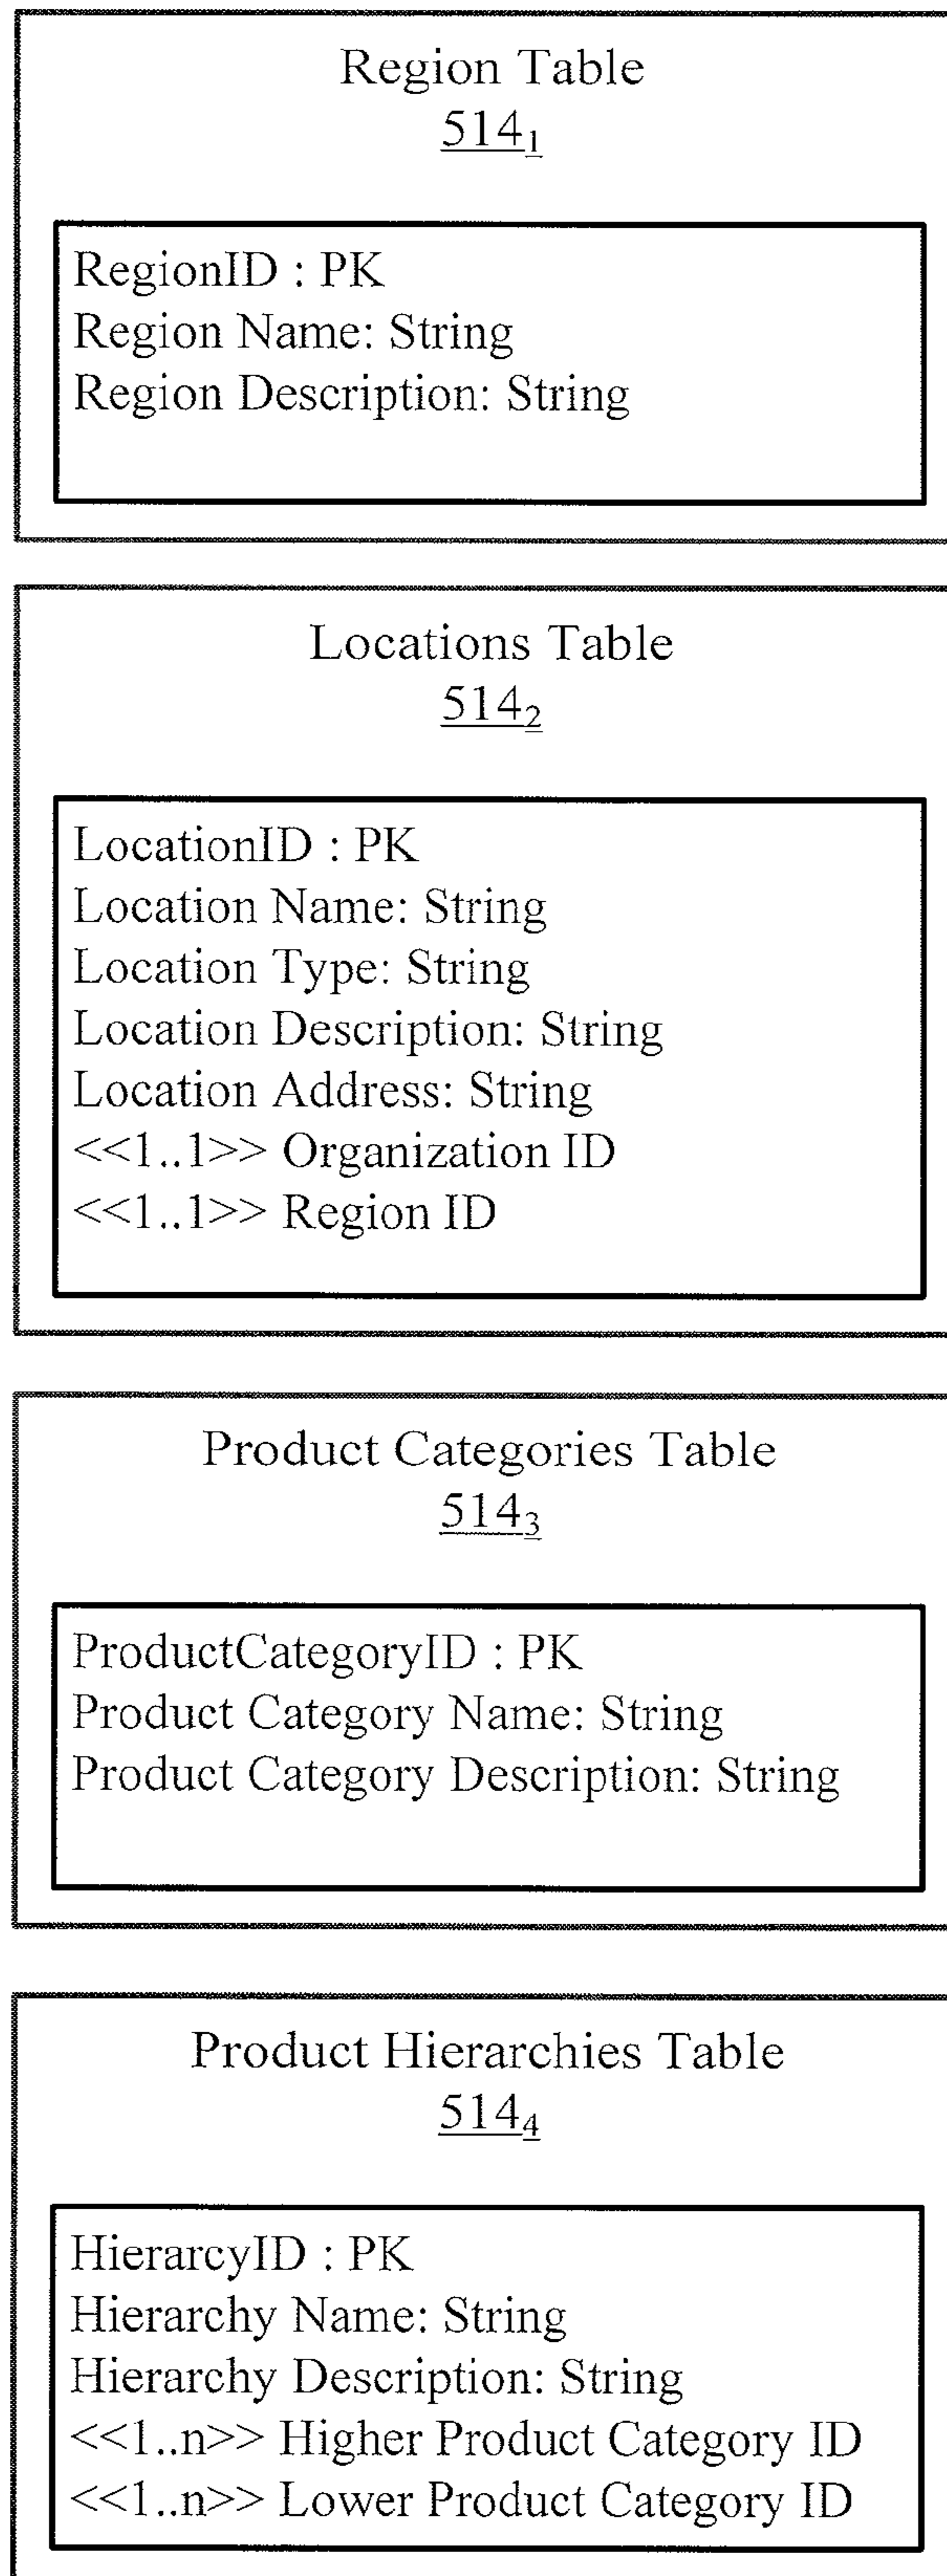 Region Table
514₁
RegionID : PK
Region Name: String
Region Description: String
Locations Table
514₂
LocationID : PK
Location Name: String
Location Type: String
Location Description: String
Location Address: String
<<1..1>> Organization ID
<<1..1>> Region ID
Product Categories Table
514₃
ProductCategoryID : PK
Product Category Name: String
Product Category Description: String
Product Hierarchies Table
514₄
HierarcyID : PK
Hierarchy Name: String
Hierarchy Description: String
<<1..n>> Higher Product Category ID
<<1..n>> Lower Product Category ID